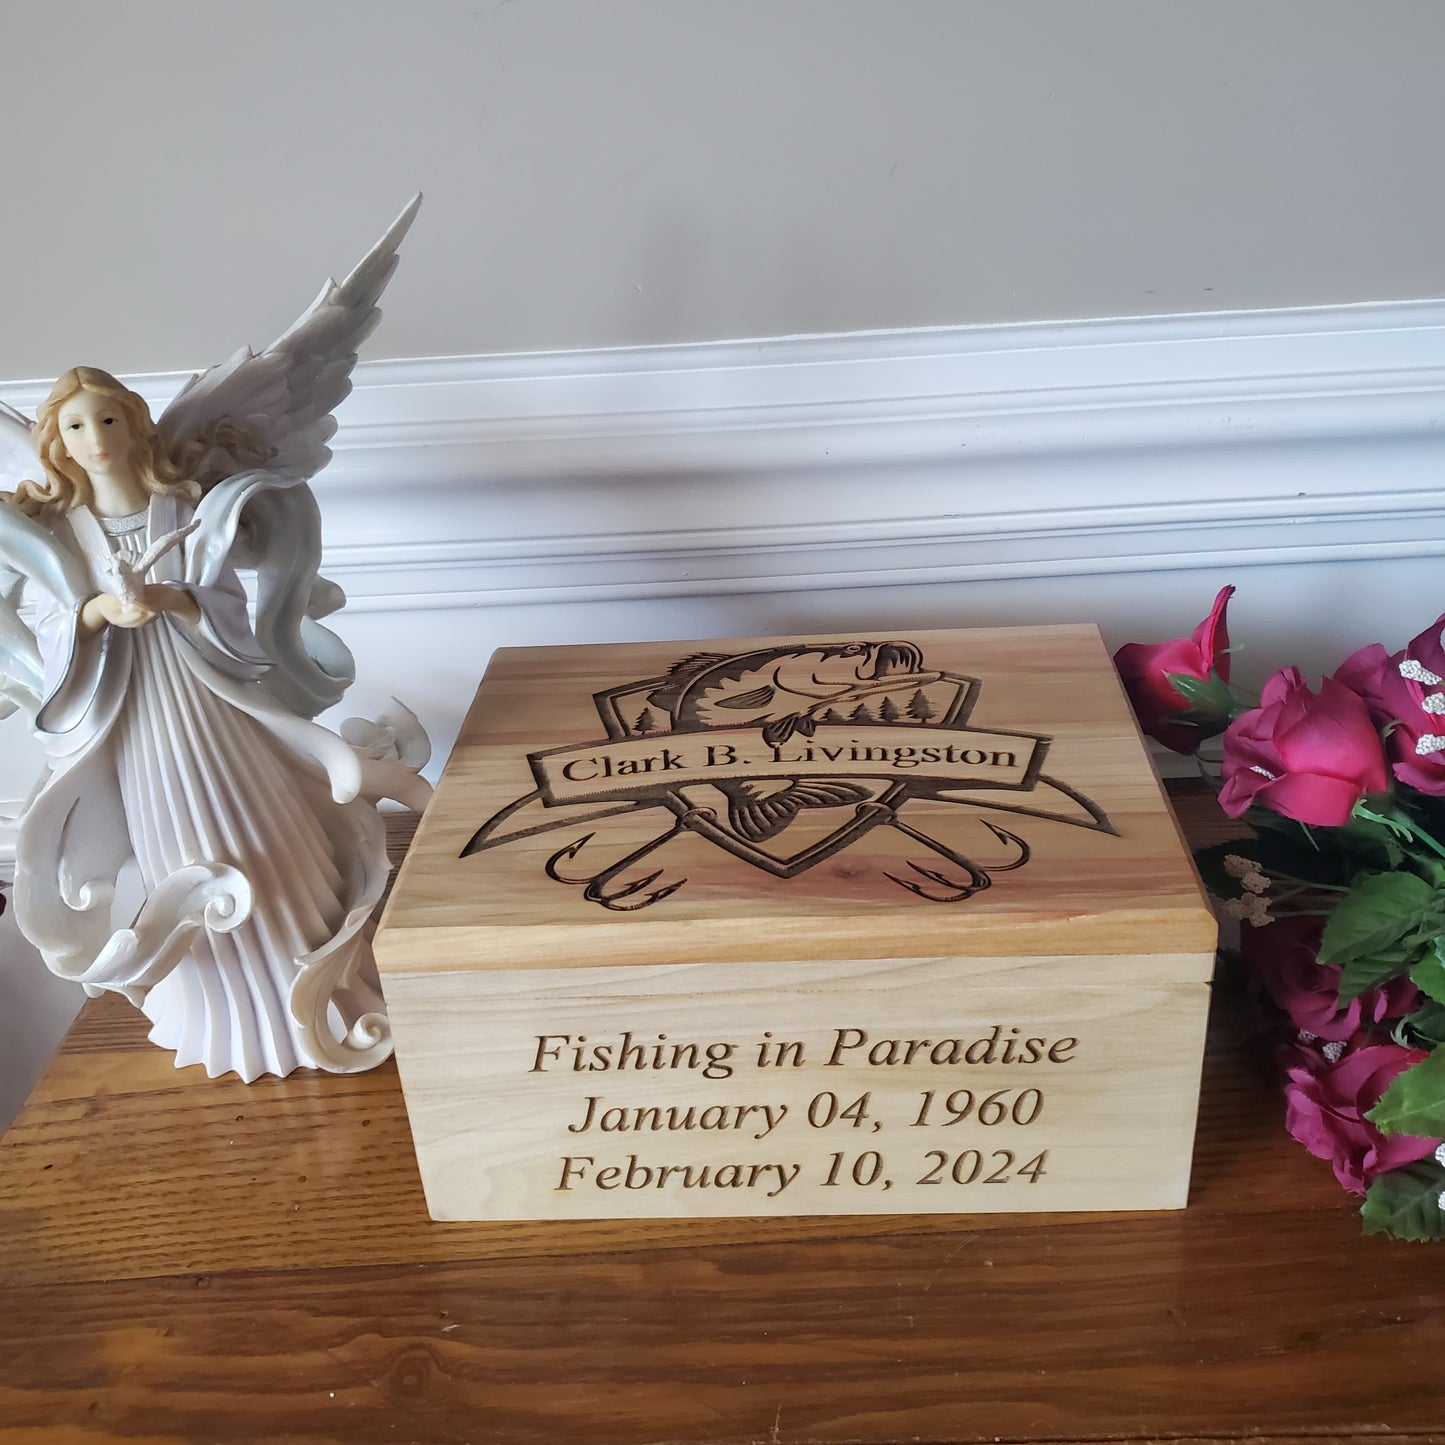 Clark B. Livingston
Fishing in Paradise
January 04, 1960
February 10, 2024